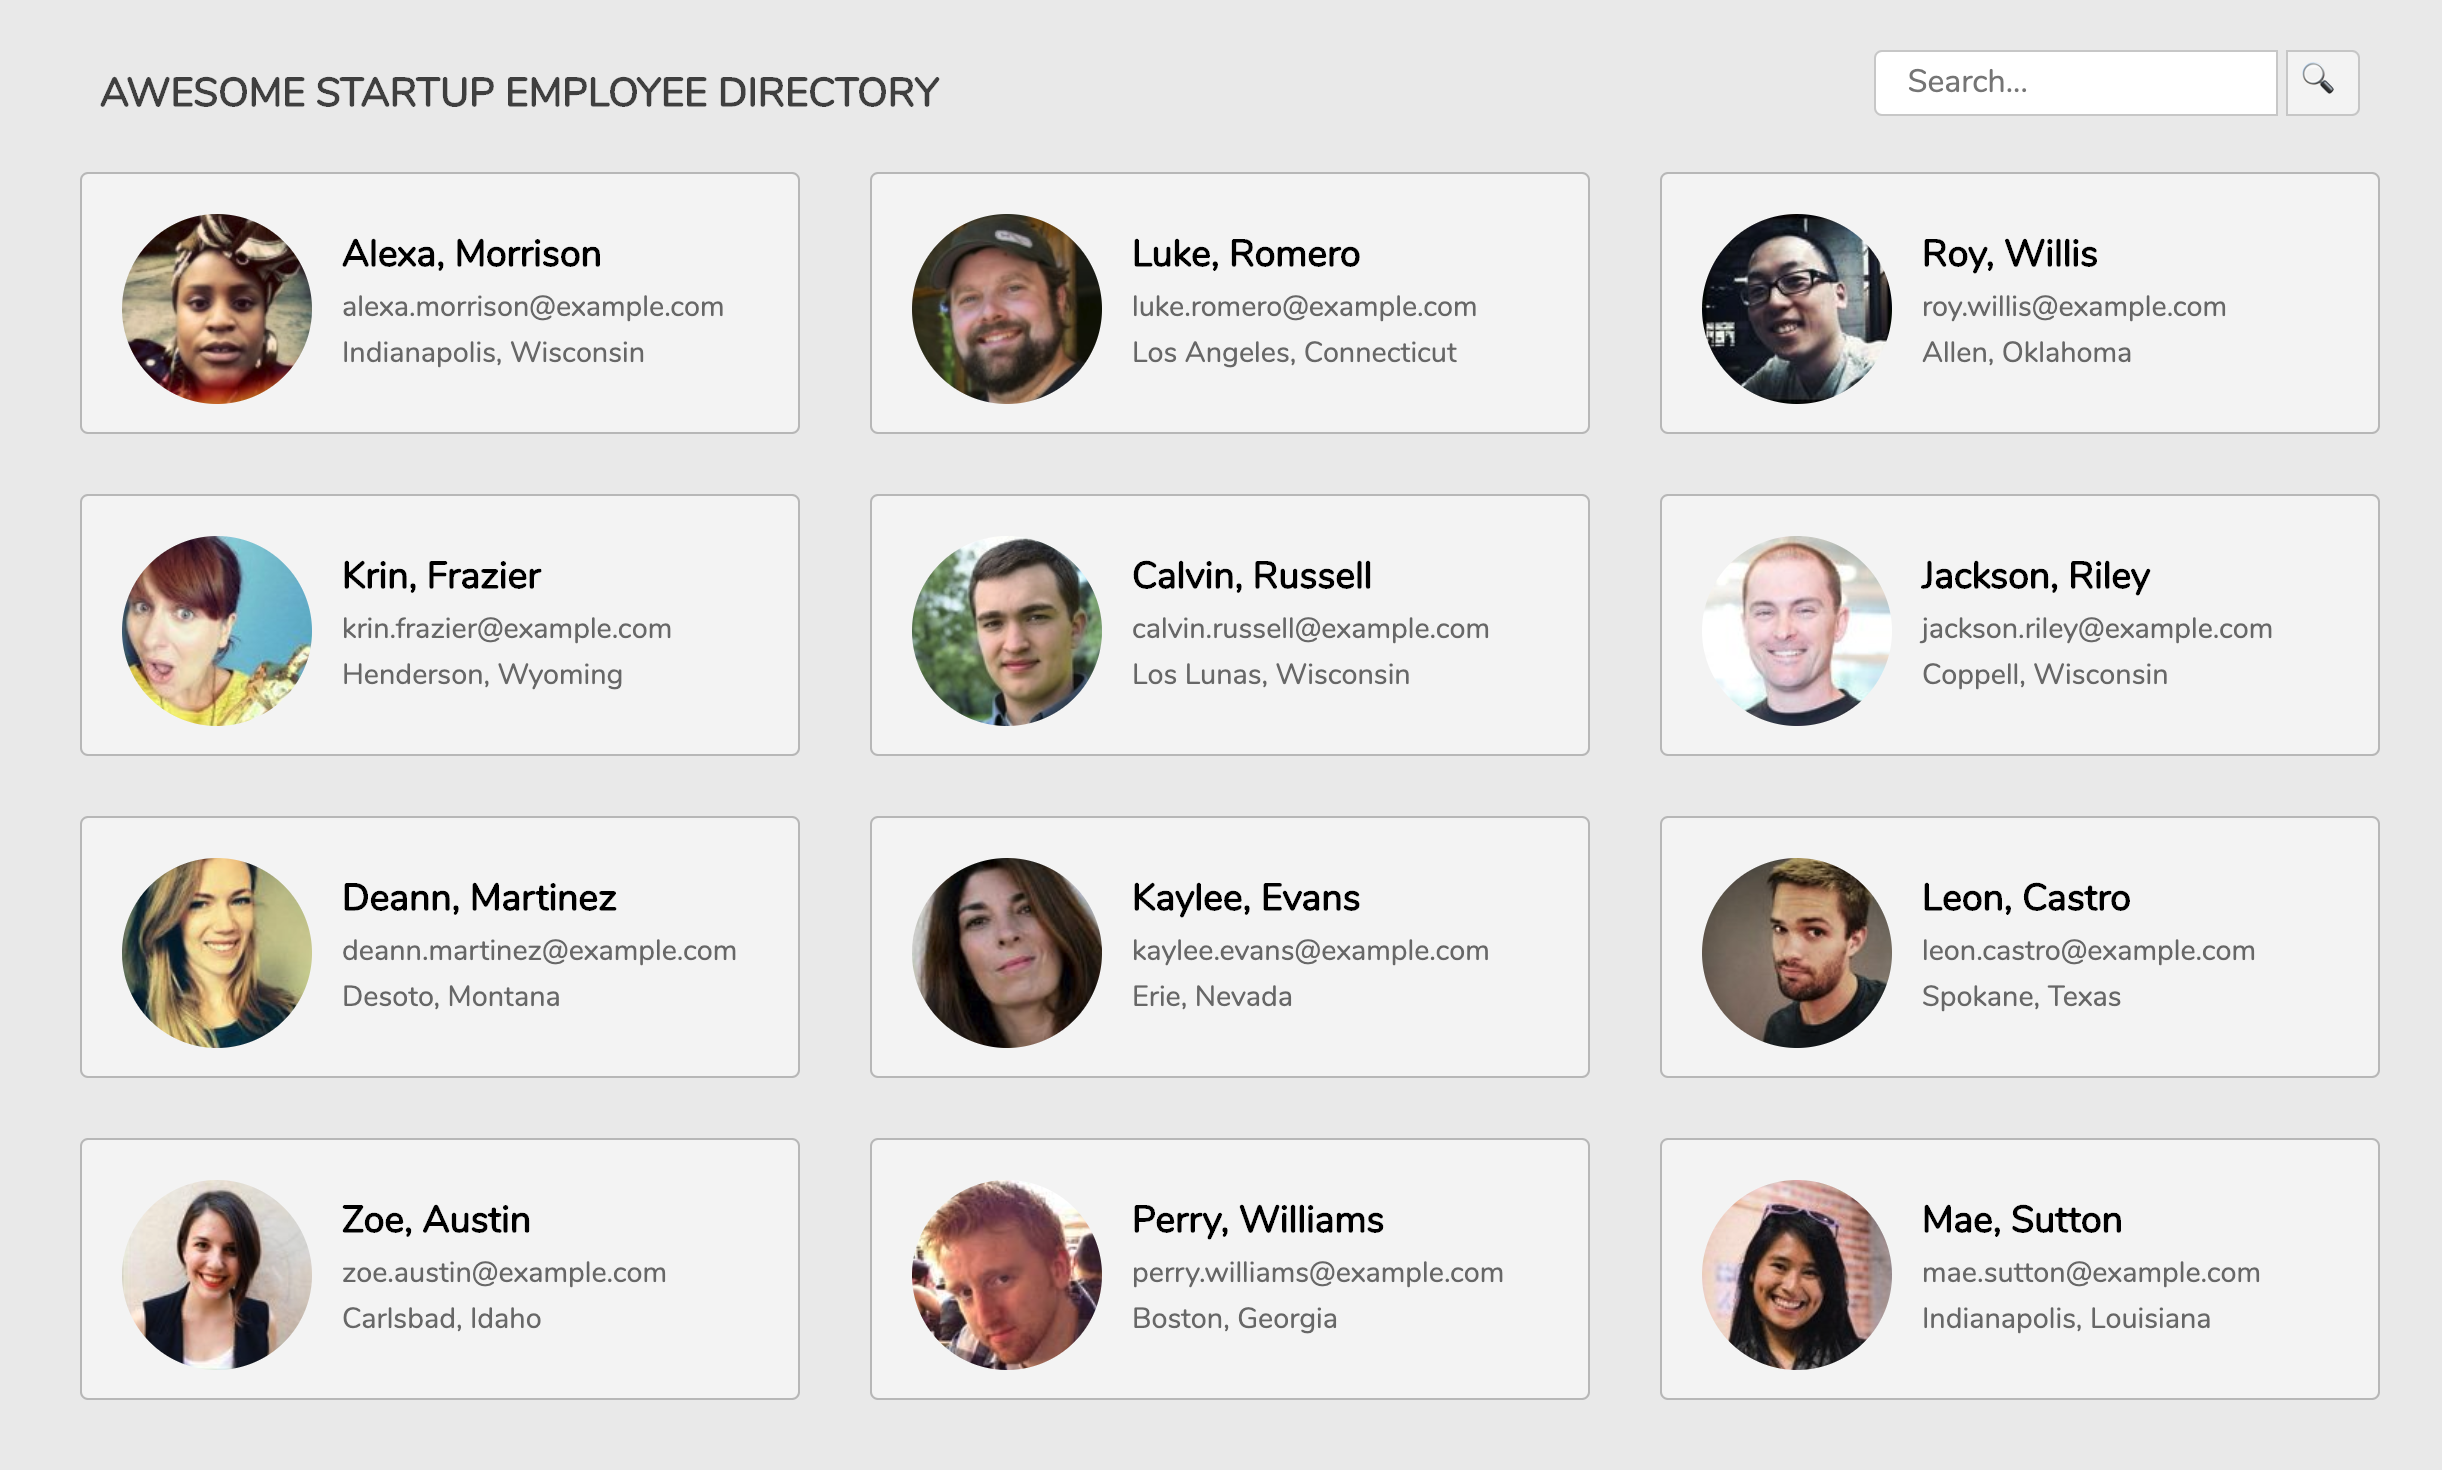 AWESOME STARTUP EMPLOYEE DIRECTORY
Search...
Alexa, Morrison
alexa.morrison@example.com
Indianapolis, Wisconsin
Luke, Romero
luke.romero@example.com
Los Angeles, Connecticut
Roy, Willis
roy.willis@example.com
Allen, Oklahoma
Krin, Frazier
krin.frazier@example.com
Henderson, Wyoming
Calvin, Russell
calvin.russell@example.com
Los Lunas, Wisconsin
Jackson, Riley
jackson.riley@example.com
Coppell, Wisconsin
Deann, Martinez
deann.martinez@example.com
Desoto, Montana
Kaylee, Evans
kaylee.evans@example.com
Erie, Nevada
Leon, Castro
leon.castro@example.com
Spokane, Texas
Zoe, Austin
zoe.austin@example.com
Carlsbad, Idaho
Perry, Williams
perry.williams@example.com
Boston, Georgia
Mae, Sutton
mae.sutton@example.com
Indianapolis, Louisiana